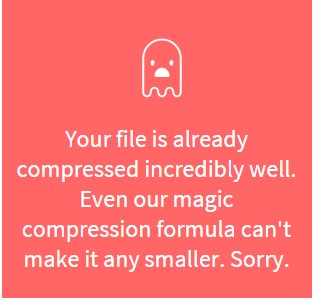 Your file is already
compressed incredibly well.
Even our magic
compression formula can't
make it any smaller. Sorry.